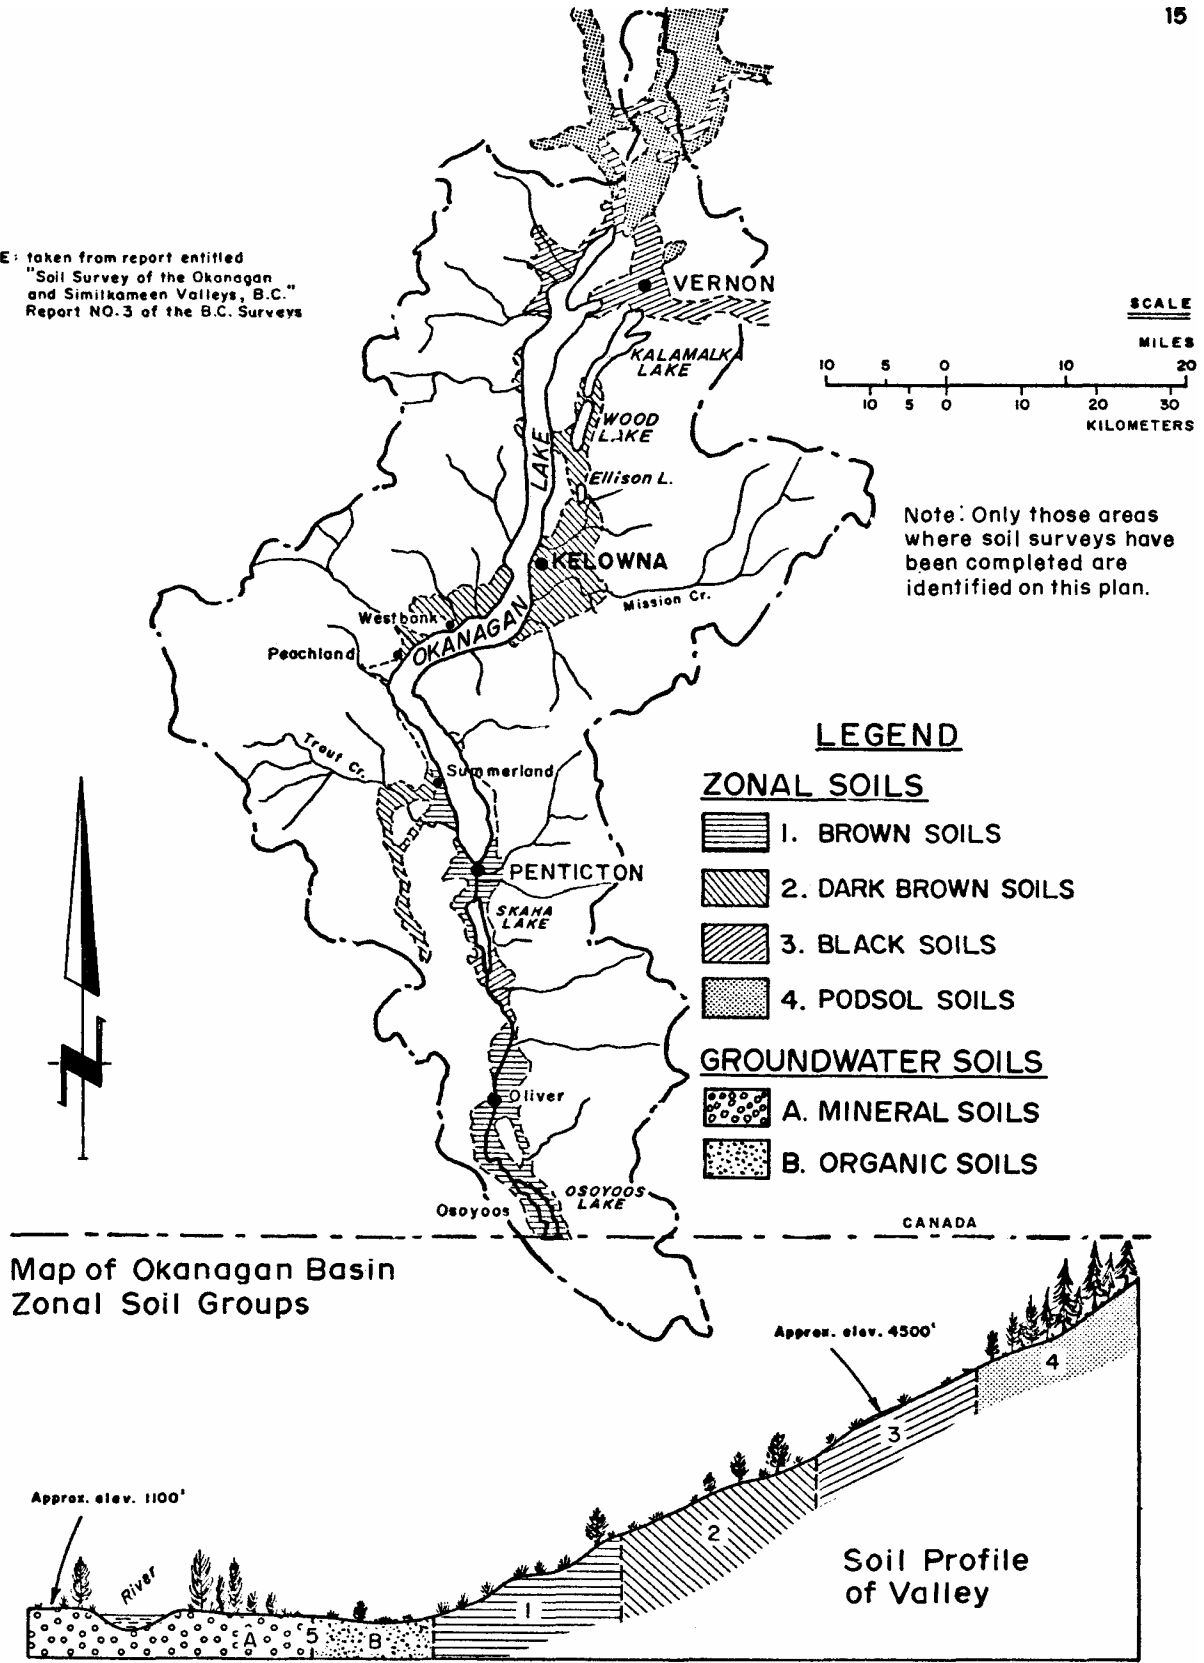 15
E: taken from report entitled
"Soil Survey of the Okanagan
and Similkameen Valleys, B.C."
Report NO.3 of the B.C. Surveys
VERNON
SCALE
MILES
10 5 0 10 20
10 5 0 10 20 30
KILOMETERS
KALAMALKA
LAKE
WOOD
LAKE
LAKE
Ellison L.
Note: Only those areas
where soil surveys have
been completed are
identified on this plan.
KELOWNA
Mission Cr.
Westbank
OKANAGAN
Peachland
Trout Cr.
Summerland
PENTICTON
SKAHA
LAKE
Oliver
OSOYOOS
LAKE
Osoyoos
LEGEND
ZONAL SOILS
1. BROWN SOILS
2. DARK BROWN SOILS
3. BLACK SOILS
4. PODSOL SOILS
GROUNDWATER SOILS
A. MINERAL SOILS
B. ORGANIC SOILS
CANADA
Map of Okanagan Basin
Zonal Soil Groups
Approx. elev. 4500'
4
3
Approx. elev. 1100'
2
River
Soil Profile
of Valley
1
A 5 B